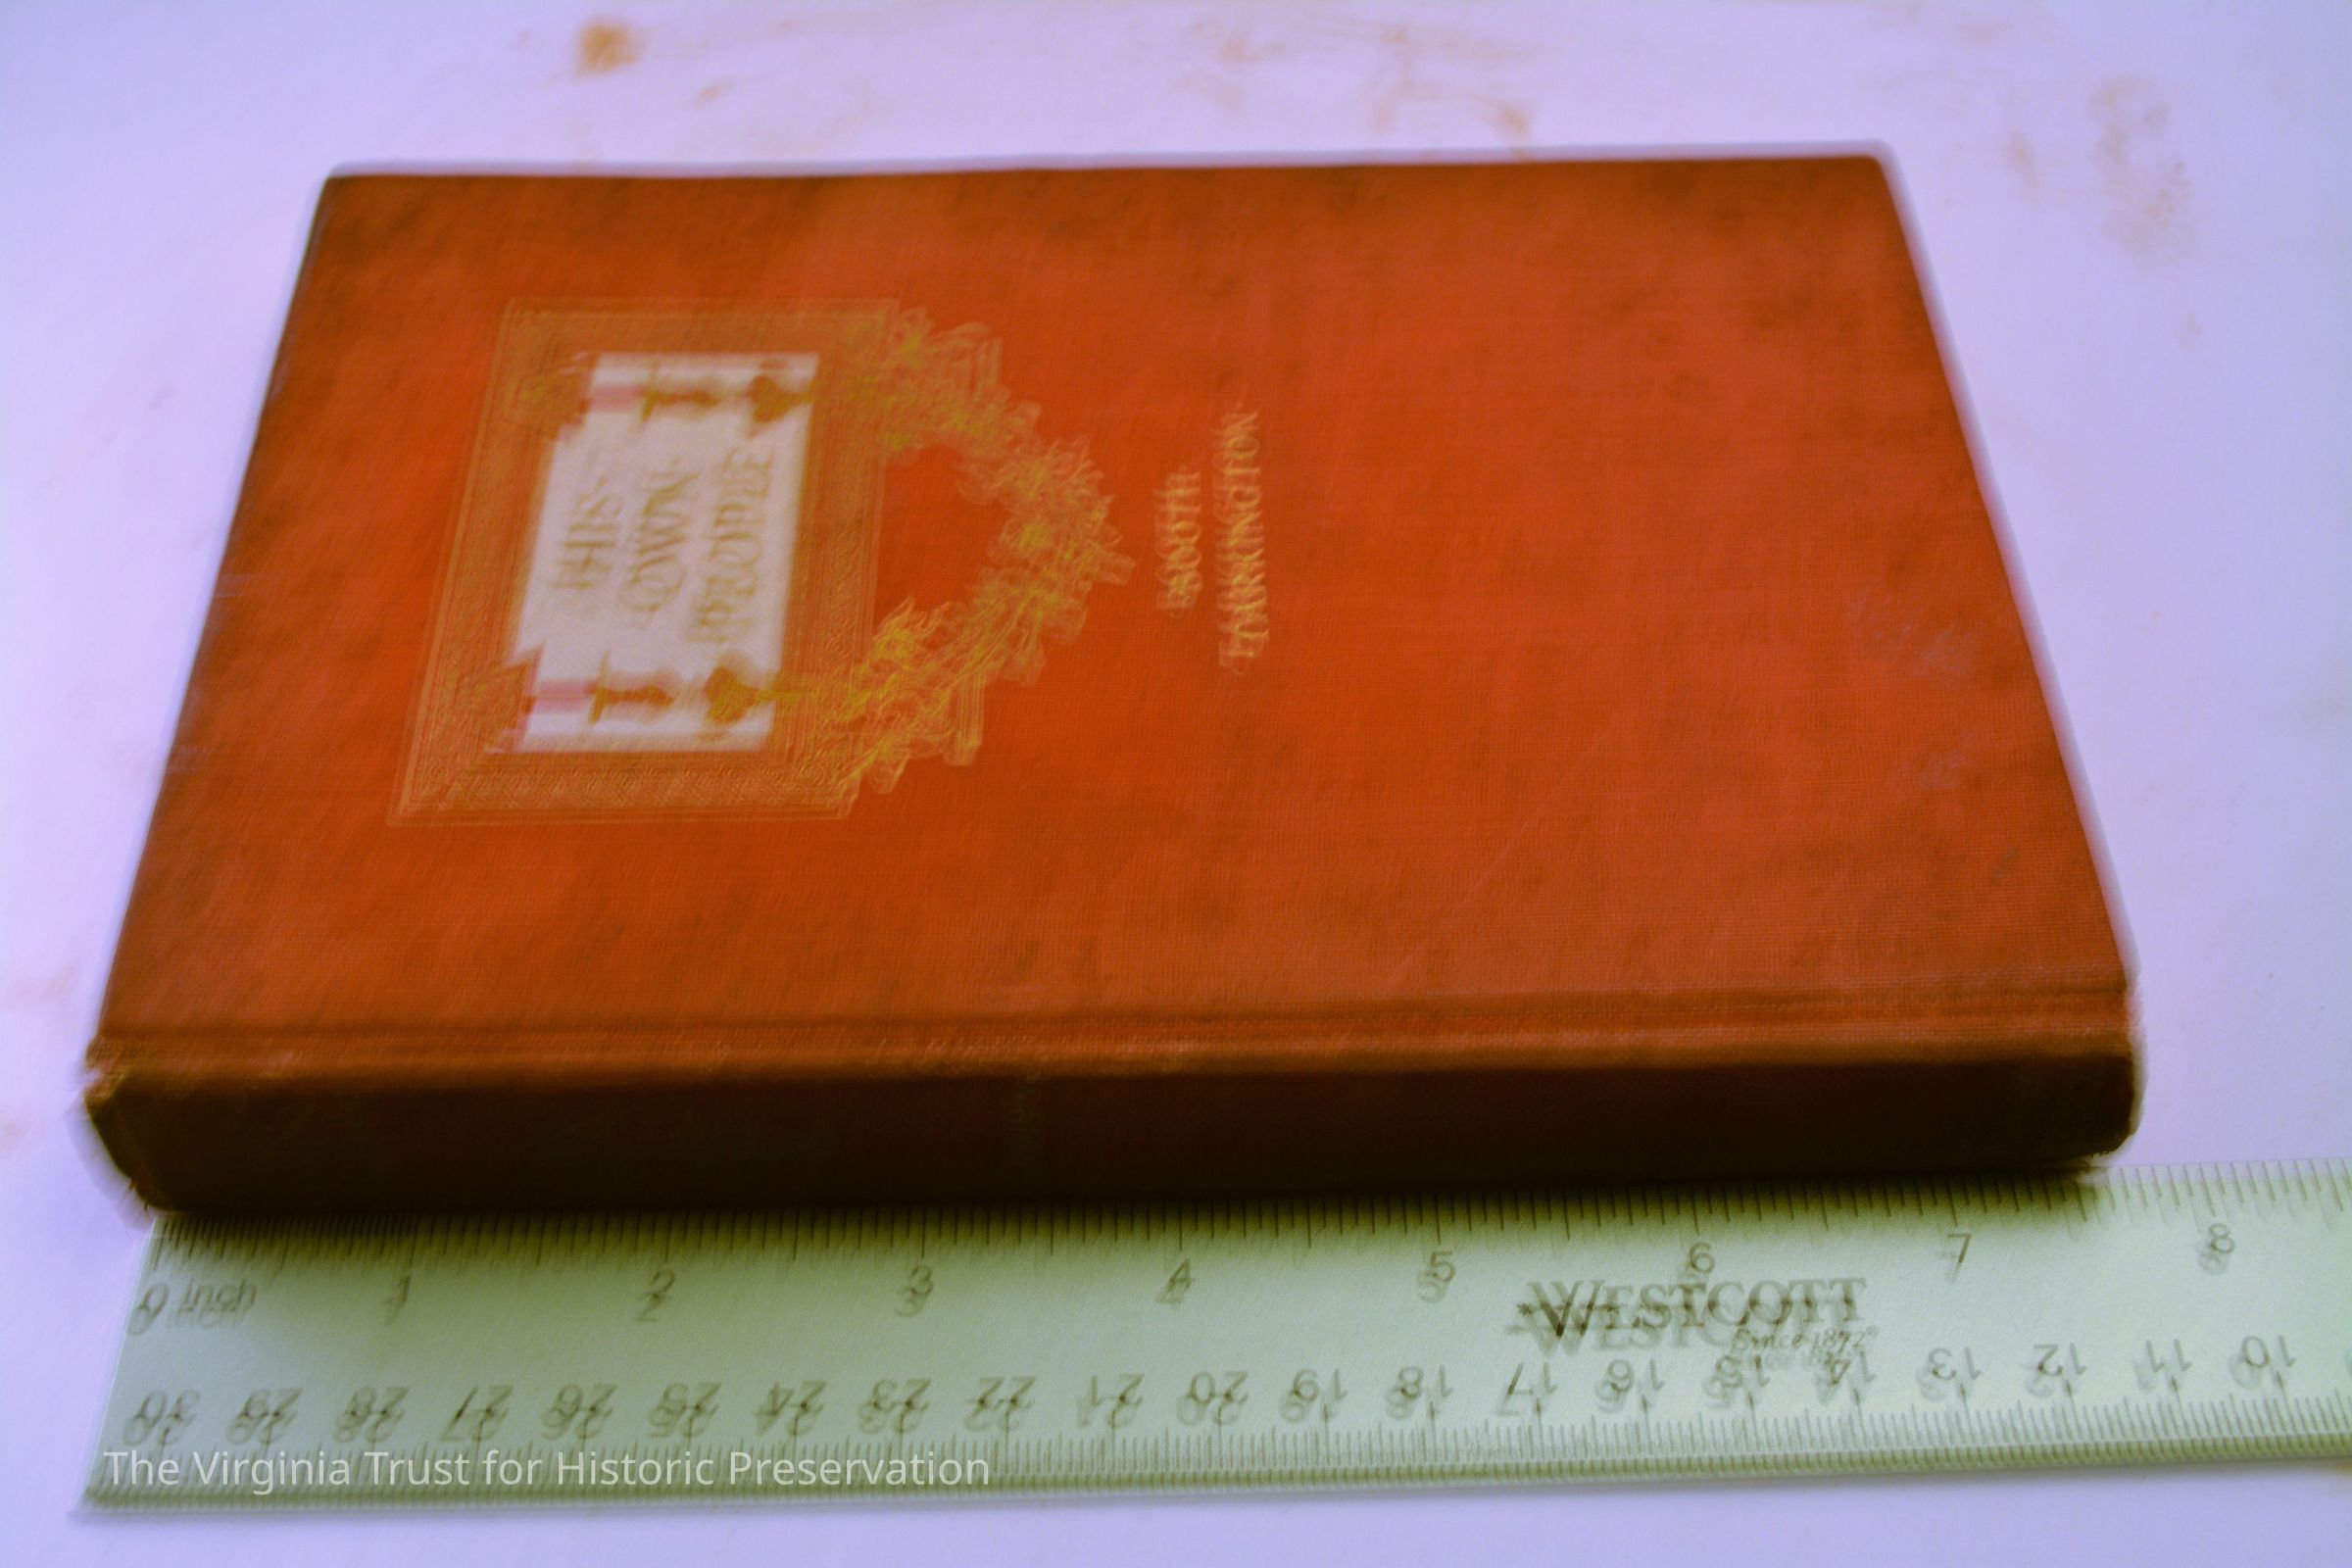 HIS
OWN
PEOPLE
BOOTH
TARKINGTON
0 inch 1 2 3 4 5 6 7 8
WESTCOTT
Since 1872®
30 29 28 27 26 25 24 23 22 21 20 19 18 17 16 15 14 13 12 11 10
The Virginia Trust for Historic Preservation